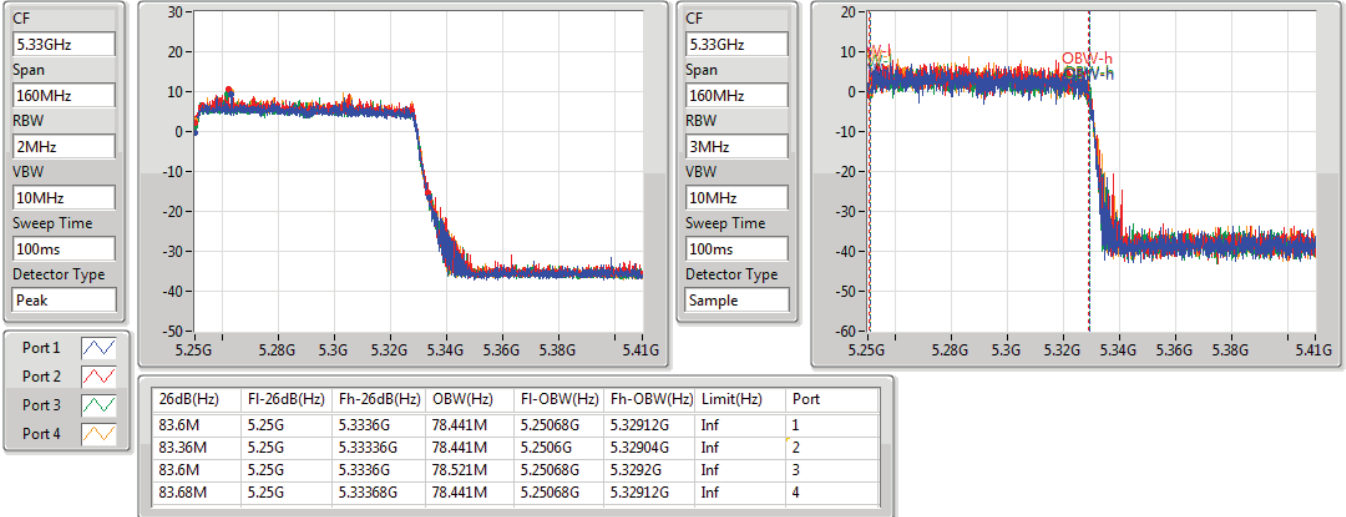 CF
5.33GHz
Span
160MHz
RBW
2MHz
VBW
10MHz
Sweep Time
100ms
Detector Type
Peak
30
20
10
0
-10
-20
-30
-40
-50
5.25G 5.28G 5.3G 5.32G 5.34G 5.36G 5.38G 5.41G
CF
5.33GHz
Span
160MHz
RBW
3MHz
VBW
10MHz
Sweep Time
100ms
Detector Type
Sample
20
10
0
-10
-20
-30
-40
-50
-60
OBW-h
OBW-h
5.25G 5.28G 5.3G 5.32G 5.34G 5.36G 5.38G 5.41G
Port 1
Port 2
Port 3
Port 4
26dB(Hz) Fl-26dB(Hz) Fh-26dB(Hz) OBW(Hz) Fl-OBW(Hz) Fh-OBW(Hz) Limit(Hz) Port
83.6M 5.25G 5.3336G 78.441M 5.25068G 5.32912G Inf 1
83.36M 5.25G 5.33336G 78.441M 5.2506G 5.32904G Inf 2
83.6M 5.25G 5.3336G 78.521M 5.25068G 5.3292G Inf 3
83.68M 5.25G 5.33368G 78.441M 5.25068G 5.32912G Inf 4